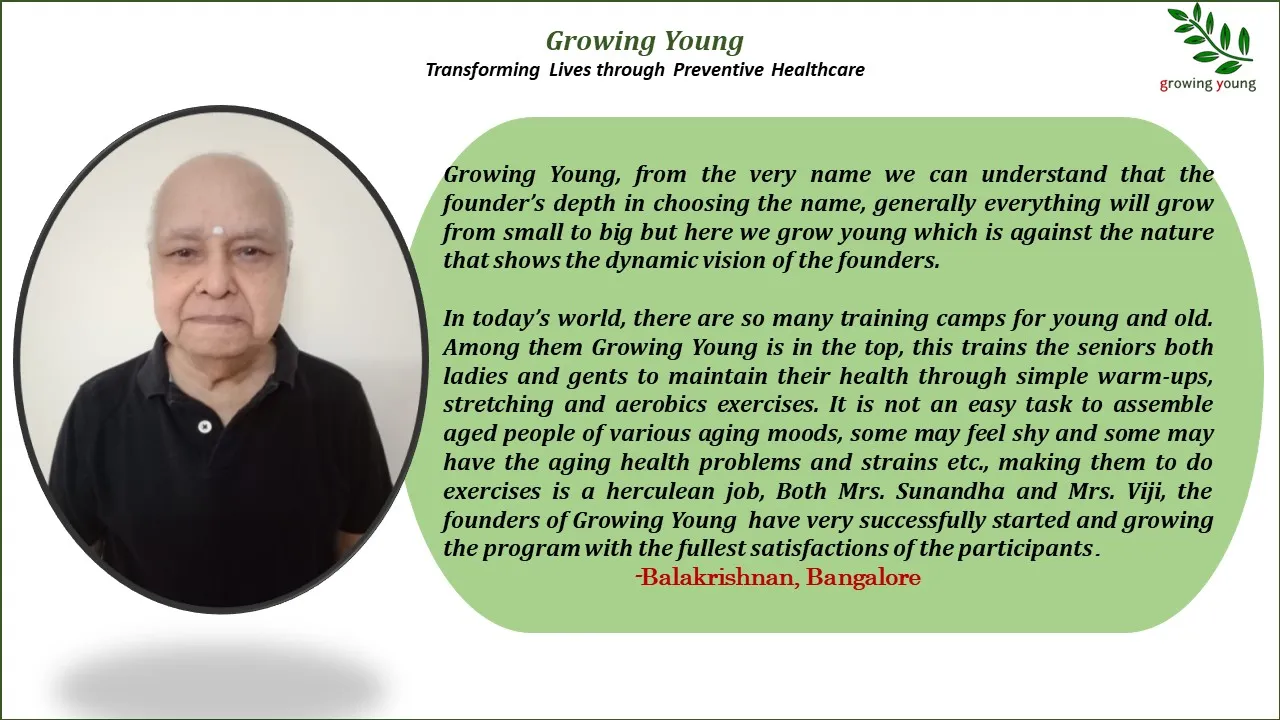 Growing Young
Transforming Lives through Preventive Healthcare
growing young
Growing Young, from the very name we can understand that the
founder’s depth in choosing the name, generally everything will grow
from small to big but here we grow young which is against the nature
that shows the dynamic vision of the founders.
In today’s world, there are so many training camps for young and old.
Among them Growing Young is in the top, this trains the seniors both
ladies and gents to maintain their health through simple warm-ups,
stretching and aerobics exercises. It is not an easy task to assemble
aged people of various aging moods, some may feel shy and some may
have the aging health problems and strains etc., making them to do
exercises is a herculean job, Both Mrs. Sunandha and Mrs. Viji, the
founders of Growing Young have very successfully started and growing
the program with the fullest satisfactions of the participants.
-Balakrishnan, Bangalore